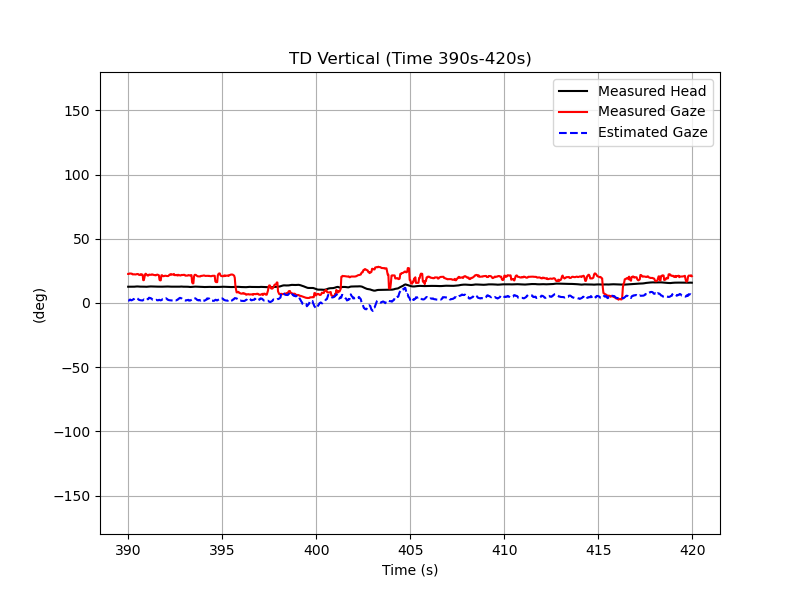 TD Vertical (Time 390s-420s)
Measured Head
Measured Gaze
Estimated Gaze
150
100
50
0
−50
−100
−150
(deg)
390
395
400
405
410
415
420
Time (s)